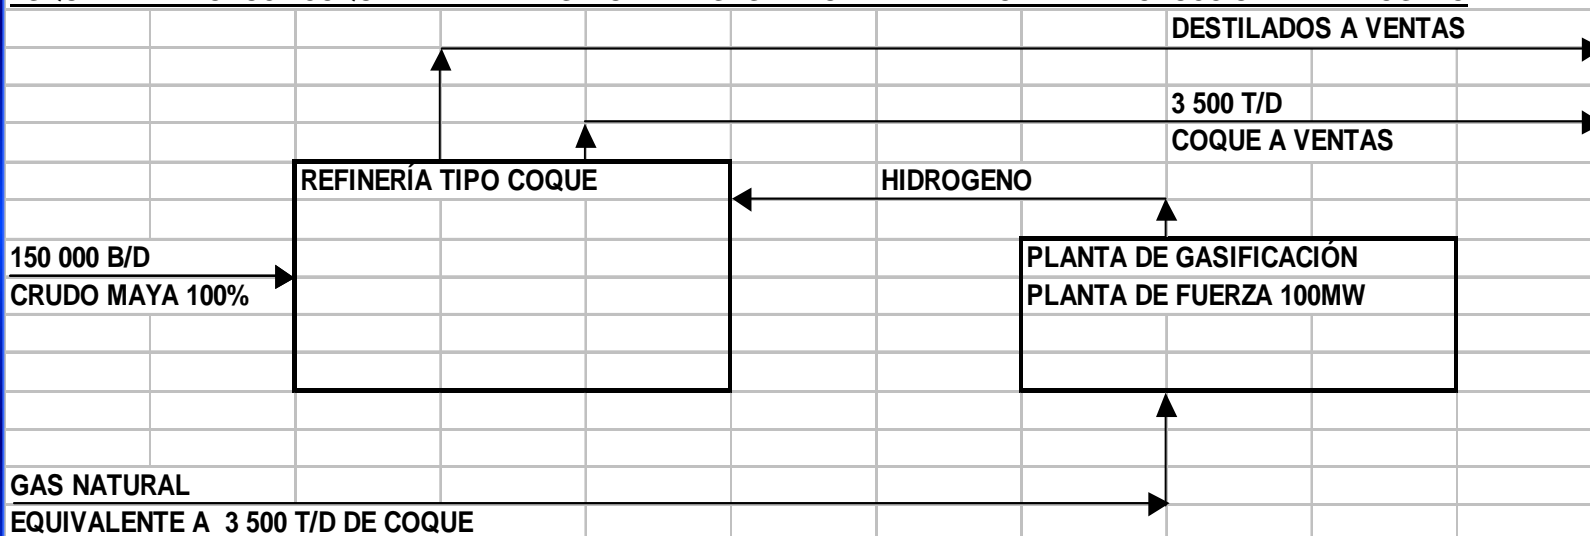 DESTILADOS A VENTAS
3 500 T/D
COQUE A VENTAS
REFINERÍA TIPO COQUE
HIDROGENO
150 000 B/D
CRUDO MAYA 100%
PLANTA DE GASIFICACIÓN
PLANTA DE FUERZA 100MW
GAS NATURAL
EQUIVALENTE A 3 500 T/D DE COQUE